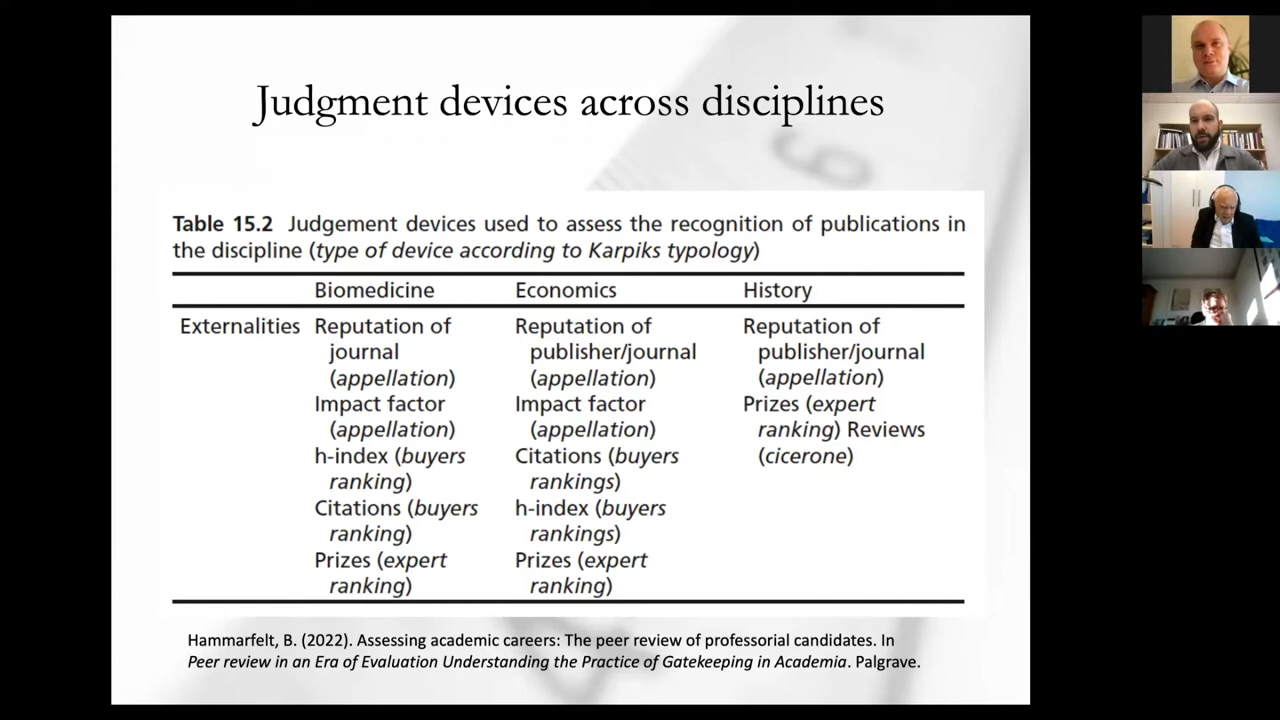 Judgment devices across disciplines
Table 15.2 Judgement devices used to assess the recognition of publications in
the discipline (type of device according to Karpiks typology)
Biomedicine Economics History
Externalities Reputation of Reputation of Reputation of
journal publisher/journal publisher/journal
(appellation) (appellation) (appellation)
Impact factor Impact factor Prizes (expert
(appellation) (appellation) ranking) Reviews
h-index (buyers Citations (buyers (cicerone)
ranking) rankings)
Citations (buyers h-index (buyers
ranking) rankings)
Prizes (expert Prizes (expert
ranking) ranking)
Hammarfelt, B. (2022). Assessing academic careers: The peer review of professorial candidates. In
Peer review in an Era of Evaluation Understanding the Practice of Gatekeeping in Academia. Palgrave.